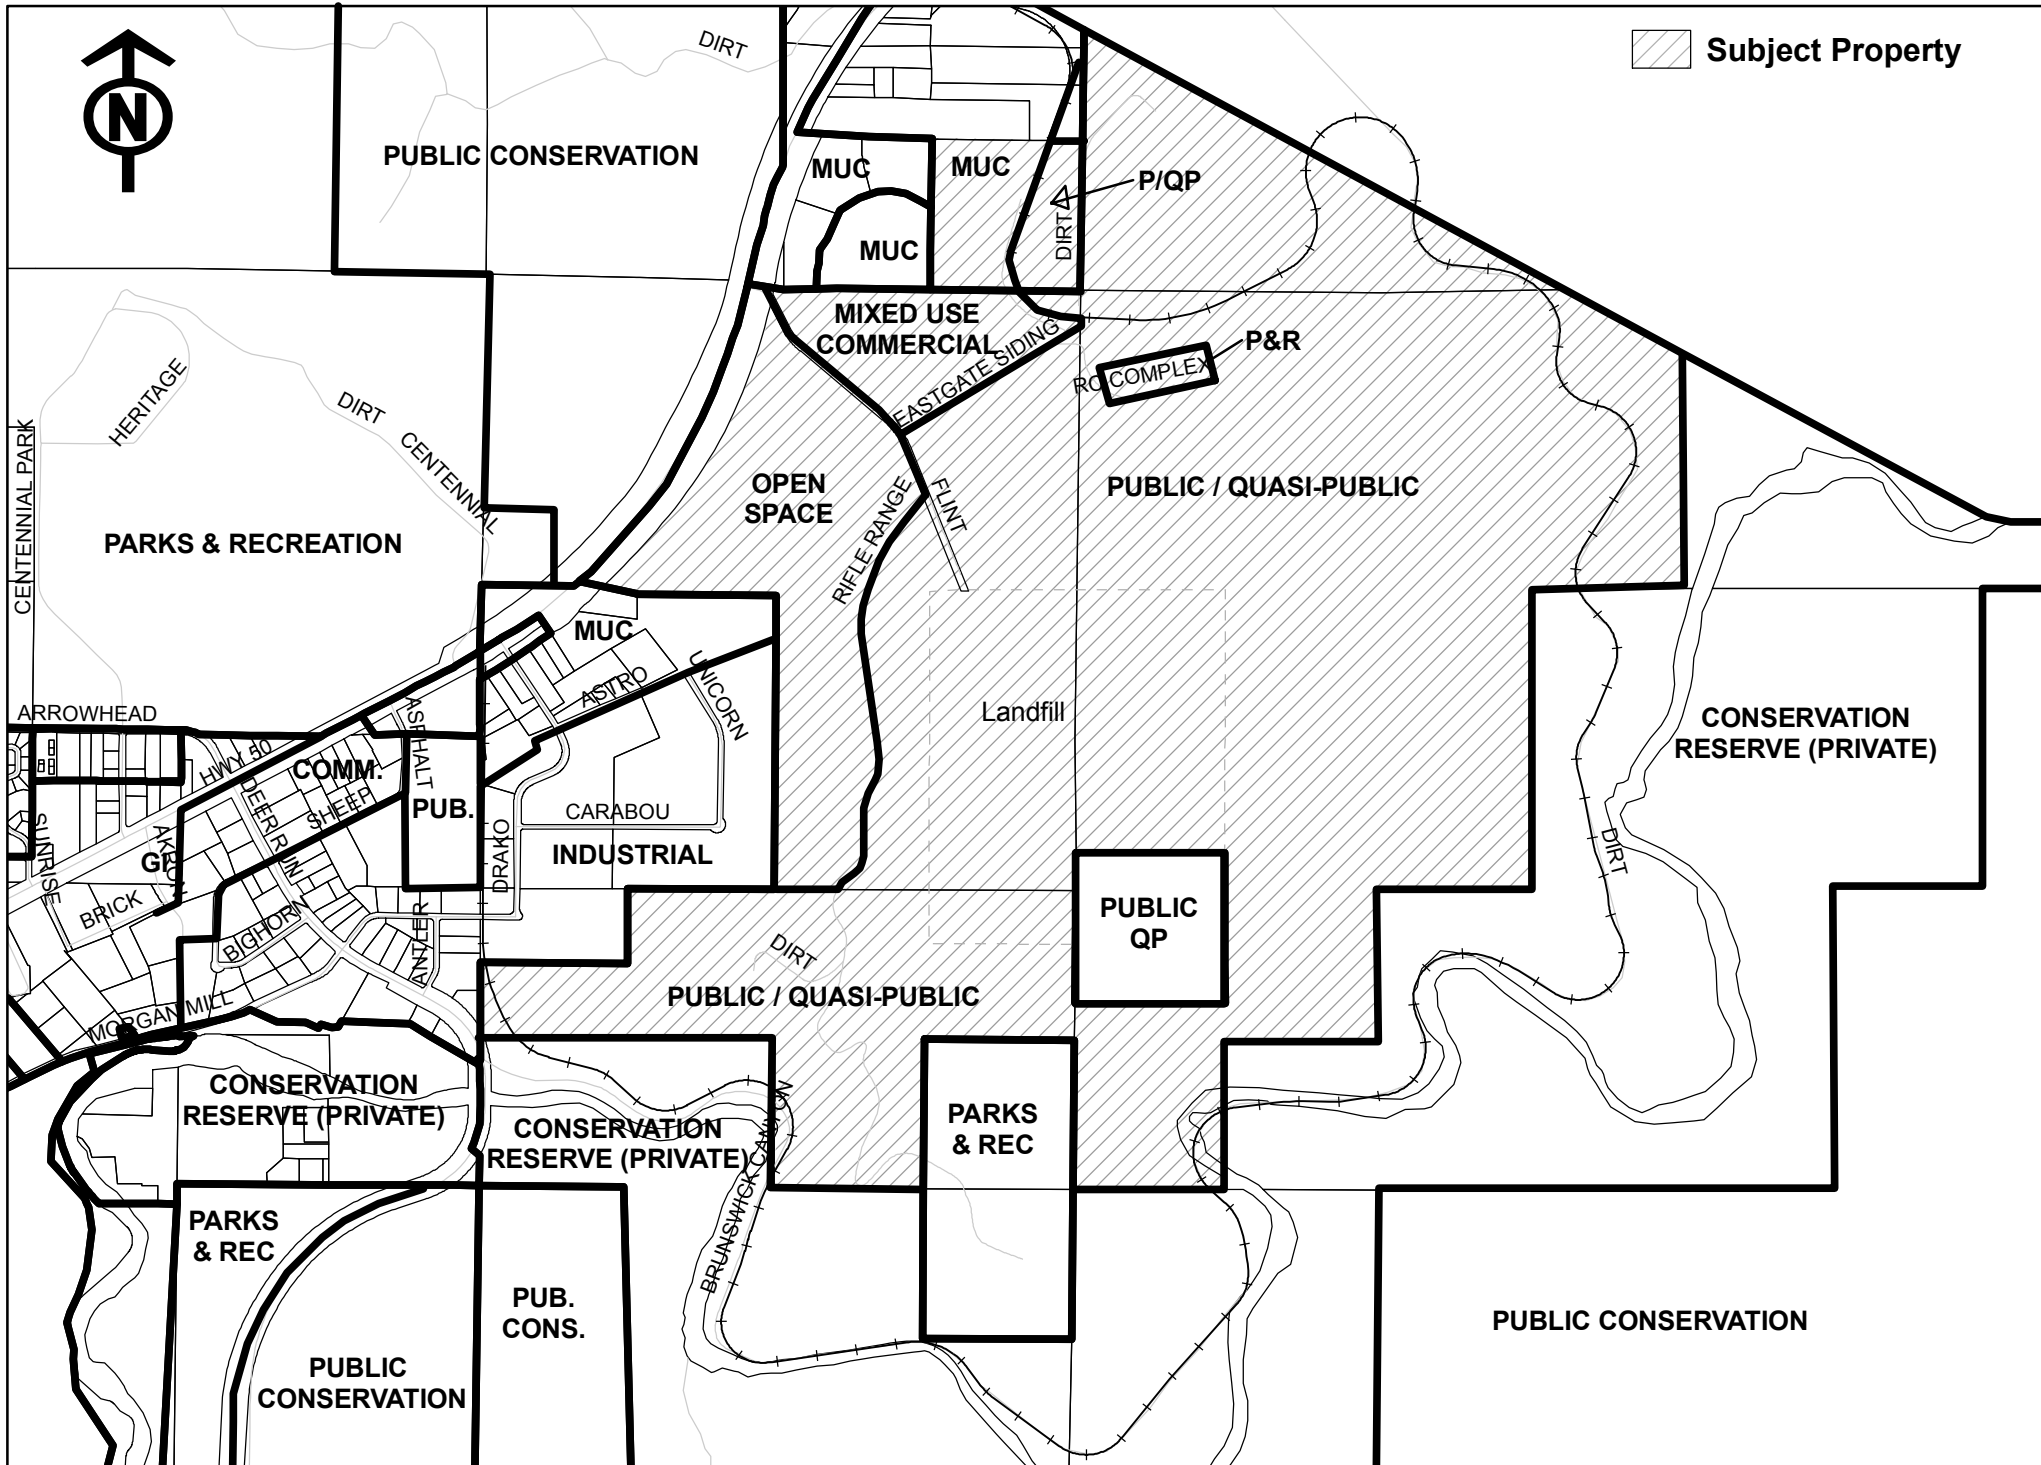 N
Subject Property
DIRT
PUBLIC CONSERVATION
MUC
MUC
P/QP
DIRT
MUC
MIXED USE
COMMERCIAL
EASTGATE SIDING
P&R
RC COMPLEX
HERITAGE
DIRT
CENTENNIAL
CENTENNIAL PARK
PARKS & RECREATION
OPEN
SPACE
RIFLE RANGE
FLINT
PUBLIC / QUASI-PUBLIC
MUC
ASTRO
UNICORN
ARROWHEAD
HWY 50
ASPHALT
COMM.
SHEEP
DEER RUN
PUB.
DRAKO
CARABOU
INDUSTRIAL
Landfill
CONSERVATION
RESERVE (PRIVATE)
DIRT
SUNRISE
GI
AKRON
BRICK
BIGHORN
ANTLER
MORGAN MILL
PUBLIC
QP
DIRT
PUBLIC / QUASI-PUBLIC
CONSERVATION
RESERVE (PRIVATE)
CONSERVATION
RESERVE (PRIVATE)
BRUNSWICK CANYON
PARKS
& REC
PARKS
& REC
PUB.
CONS.
PUBLIC
CONSERVATION
PUBLIC CONSERVATION